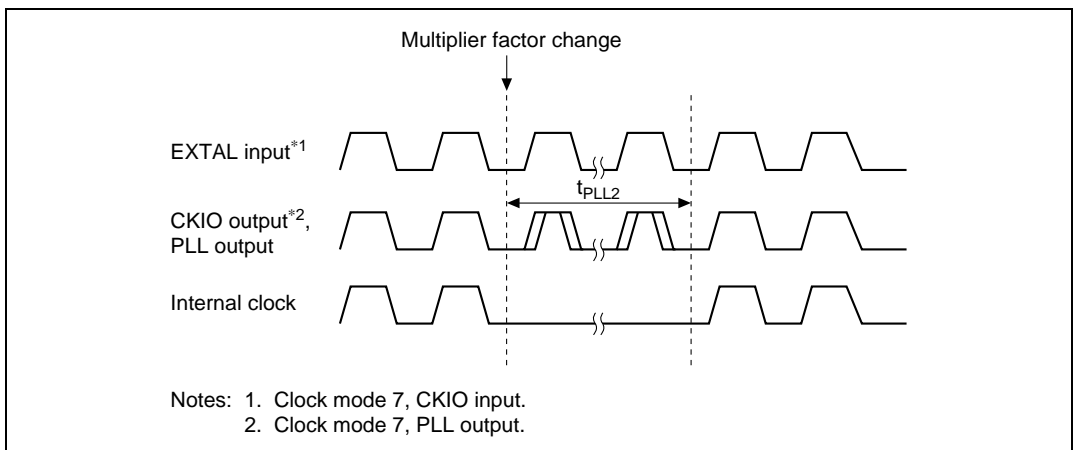 Multiplier factor change
EXTAL input*1
tPLL2
CKIO output*2,
PLL output
Internal clock
Notes: 1. Clock mode 7, CKIO input.
2. Clock mode 7, PLL output.